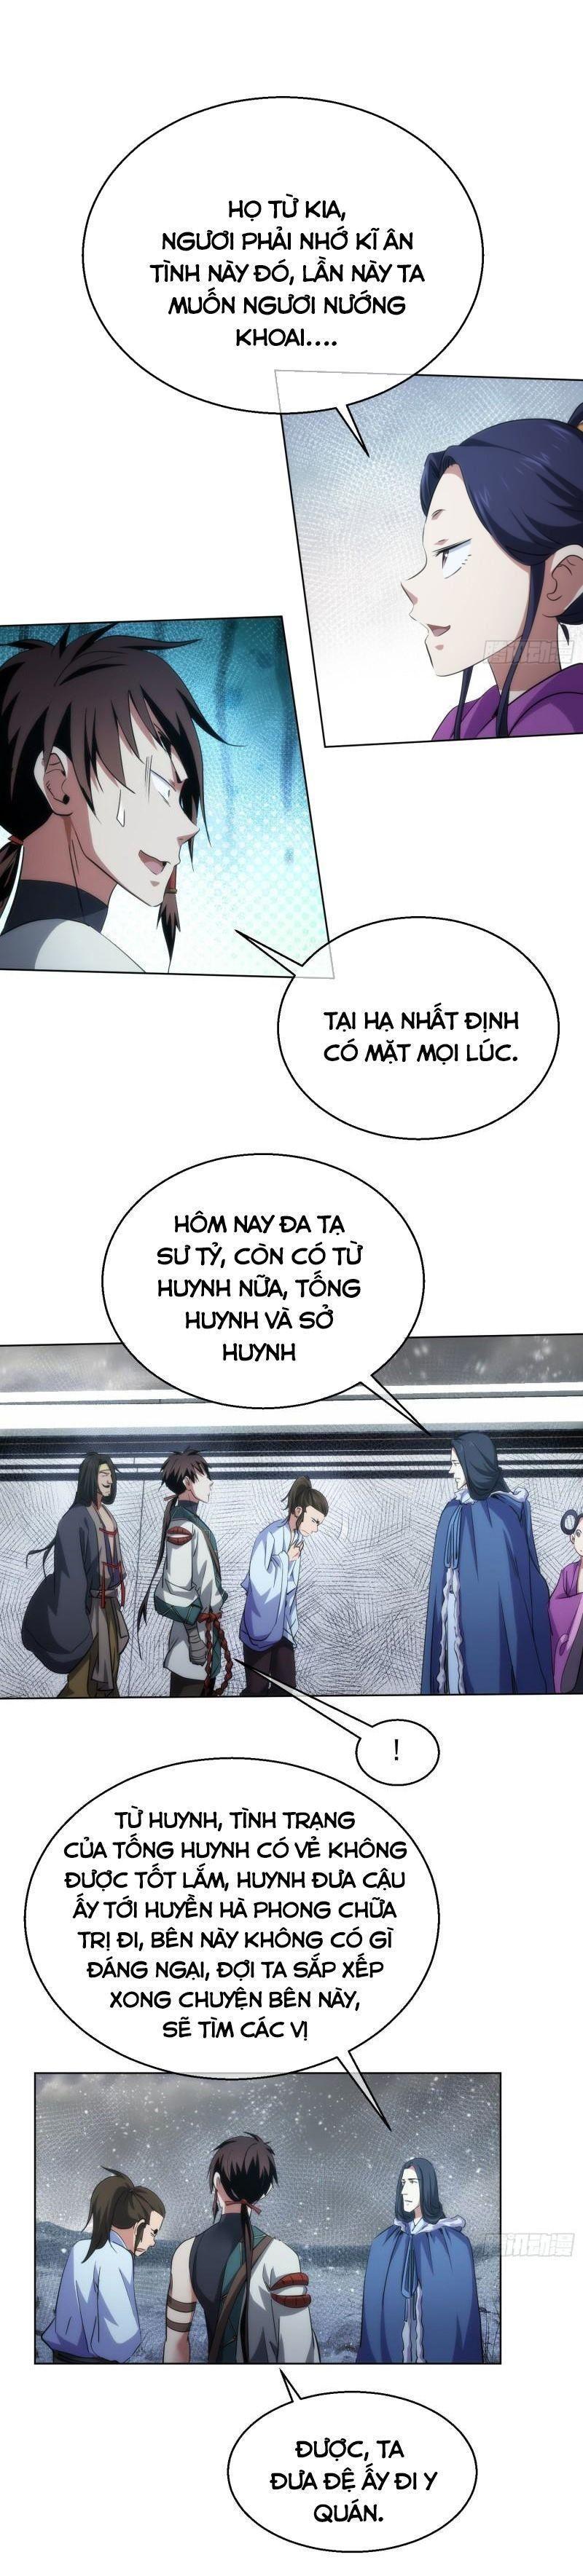 HỌ TỪ KIA,
NGƯƠI PHẢI NHỚ KĨ ÂN
TÌNH NÀY ĐÓ, LẦN NÀY TA
MUỐN NGƯƠI NƯỚNG
KHOAI....
TẠI HẠ NHẤT ĐỊNH
CÓ MẶT MỌI LÚC.
HÔM NAY ĐA TẠ
SƯ TỶ, CÒN CÓ TỪ
HUYNH NỮA, TỐNG
HUYNH VÀ SỞ
HUYNH
!
TỪ HUYNH, TÌNH TRẠNG
CỦA TỐNG HUYNH CÓ VẺ KHÔNG
ĐƯỢC TỐT LẮM, HUYNH ĐƯA CẬU
ẤY TỚI HUYỀN HÀ PHONG CHỮA
TRỊ ĐI, BÊN NÀY KHÔNG CÓ GÌ
ĐÁNG NGẠI, ĐỢI TA SẮP XẾP
XONG CHUYỆN BÊN NÀY,
SẼ TÌM CÁC VỊ
ĐƯỢC, TA
ĐƯA ĐỆ ẤY ĐI Y
QUÁN.